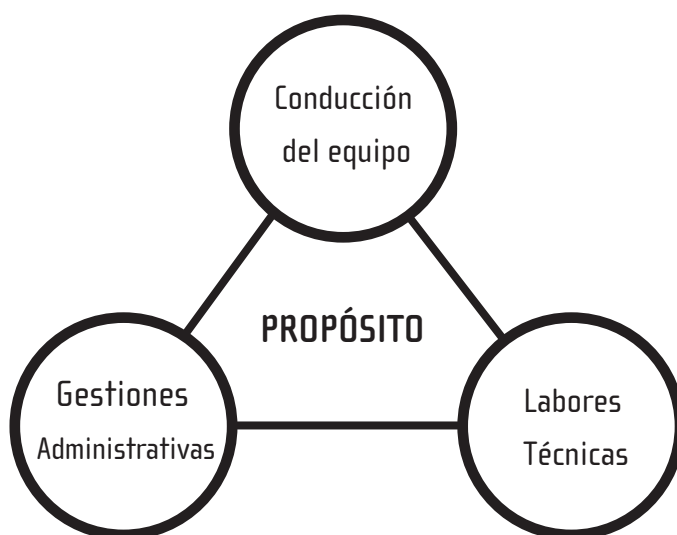 Conducción
del equipo
PROPÓSITO
Gestiones
Administrativas
Labores
Técnicas